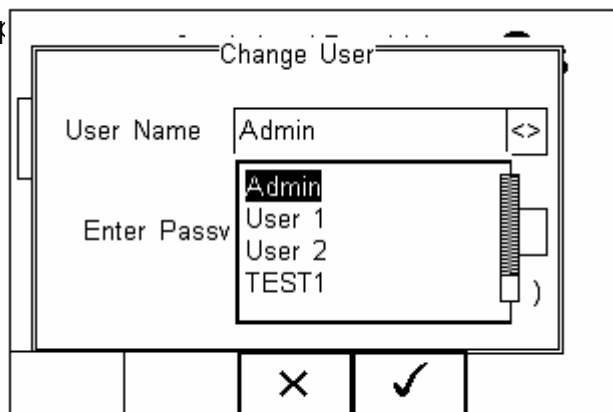 Change User
User Name Admin <>
Admin
User 1
Enter Passv
User 2
TEST1
)